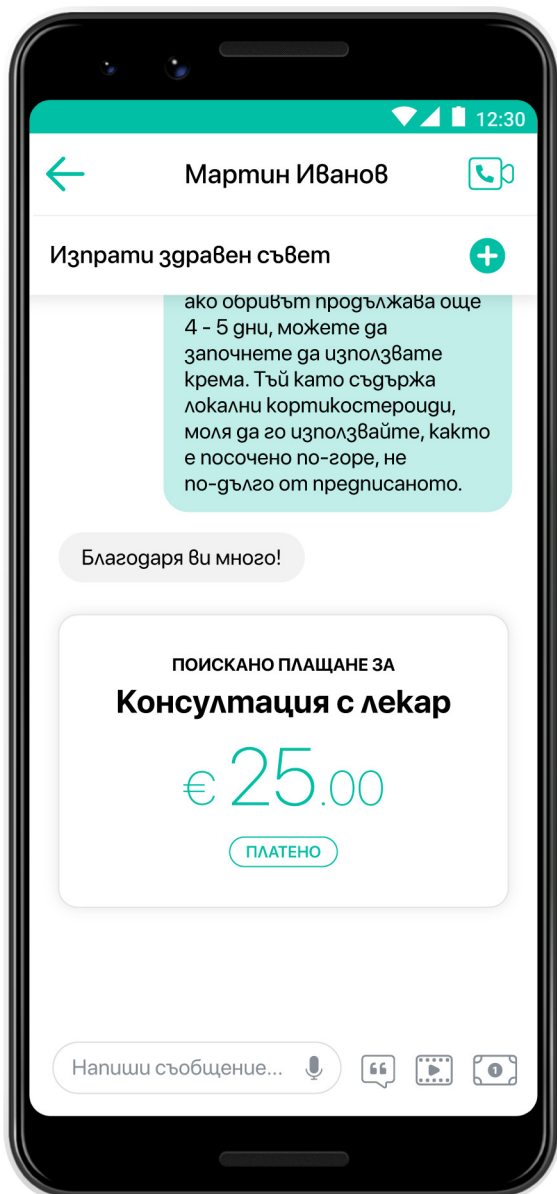 12:30
Мартин Иванов
Изпрати здравен съвет
ако обривът продължава още
4 - 5 дни, можете да
започнете да използвате
крема. Тъй като съдържа
локални кортикостероиди,
моля да го използвайте, както
е посочено по-горе, не
по-дълго от предписаното.
Благодаря ви много!
ПОИСКАНО ПЛАЩАНЕ ЗА
Консултация с лекар
€ 25.00
ПЛАТЕНО
Напиши съобщение...
1